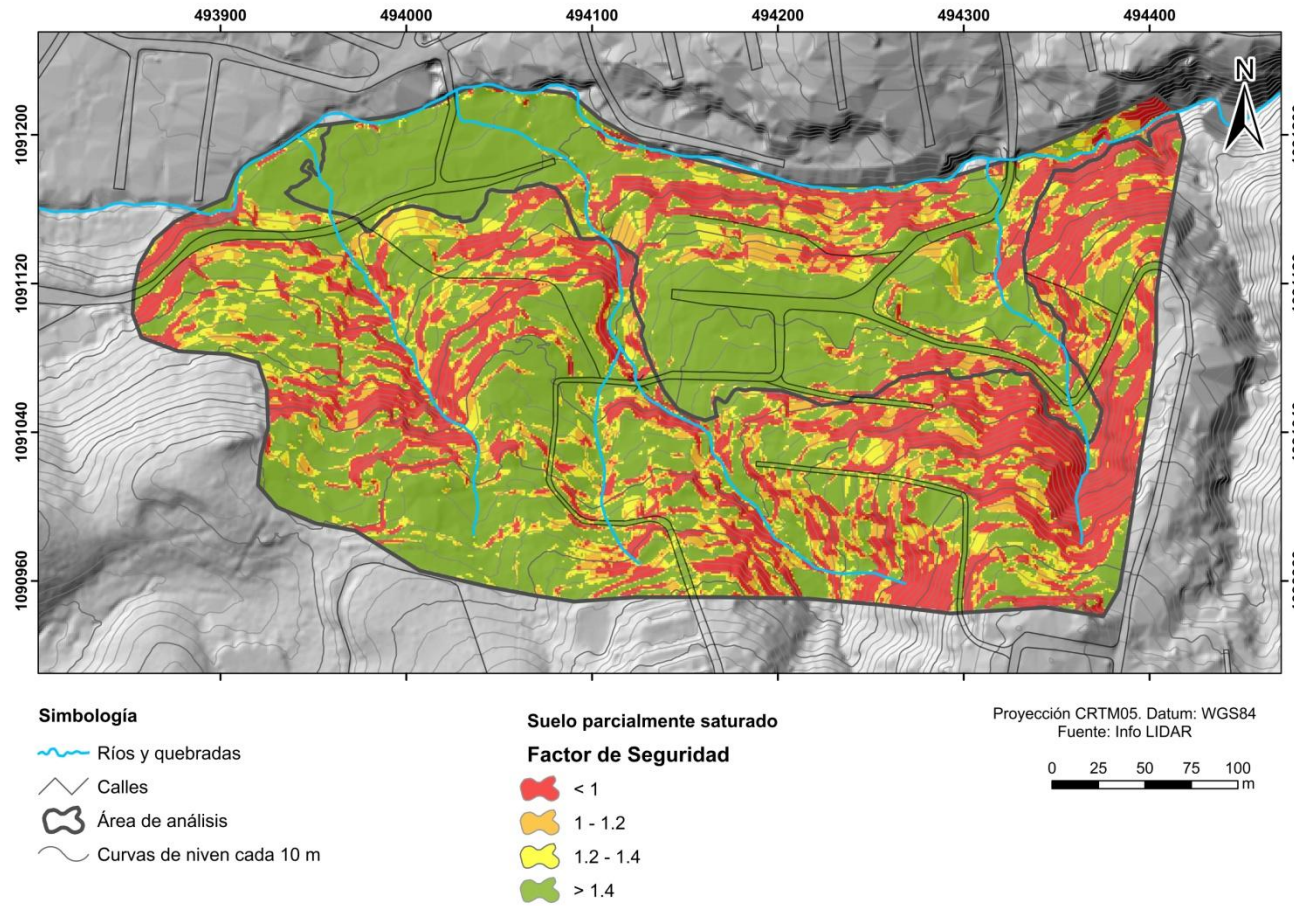 493900 494000 494100 494200 494300 494400
N
1091200
1091120
1091040
1090960
Simbología
Ríos y quebradas
Calles
Área de análisis
Curvas de niven cada 10 m
Suelo parcialmente saturado
Factor de Seguridad
< 1
1 - 1.2
1.2 - 1.4
> 1.4
Proyección CRTM05. Datum: WGS84
Fuente: Info LIDAR
0 25 50 75 100
m